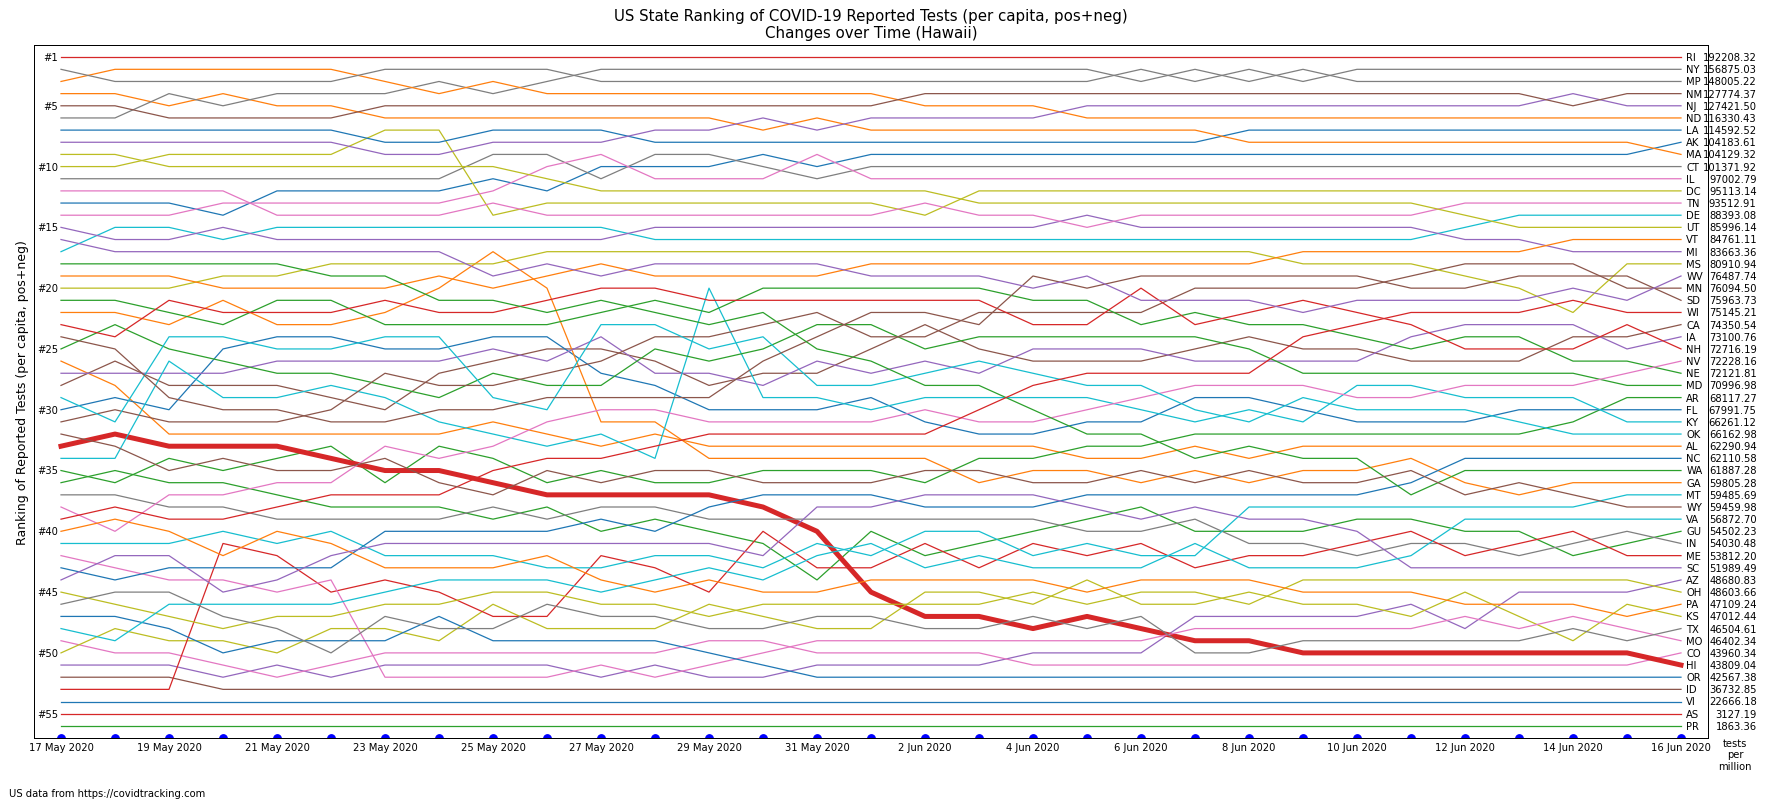 US State Ranking of COVID-19 Reported Tests (per capita, pos+neg)
Changes over Time (Hawaii)
Ranking of Reported Tests (per capita, pos+neg)
#1
#5
#10
#15
#20
#25
#30
#35
#40
#45
#50
#55
RI 192208.32
NY 156875.03
MP 148005.22
NM 127774.37
NJ 127421.50
ND 116330.43
LA 114592.52
AK 104183.61
MA 104129.32
CT 101371.92
IL 97002.79
DC 95113.14
TN 93512.91
DE 88393.08
UT 85996.14
VT 84761.11
MI 83663.36
MS 80910.94
WV 76487.74
MN 76094.50
SD 75963.73
WI 75145.21
CA 74350.54
IA 73100.76
NH 72716.19
NV 72228.16
NE 72121.81
MD 70996.98
AR 68117.27
FL 67991.75
KY 66261.12
OK 66162.98
AL 62290.94
NC 62110.58
WA 61887.28
GA 59805.28
MT 59485.69
WY 59459.98
VA 56872.70
GU 54502.23
IN 54030.48
ME 53812.20
SC 51989.49
AZ 48680.83
OH 48603.66
PA 47109.24
KS 47012.44
TX 46504.61
MO 46402.34
CO 43960.34
HI 43809.04
OR 42567.38
ID 36732.85
VI 22666.18
AS 3127.19
PR 1863.36
17 May 2020 19 May 2020 21 May 2020 23 May 2020 25 May 2020 27 May 2020 29 May 2020 31 May 2020 2 Jun 2020 4 Jun 2020 6 Jun 2020 8 Jun 2020 10 Jun 2020 12 Jun 2020 14 Jun 2020 16 Jun 2020
tests
per
million
US data from https://covidtracking.com